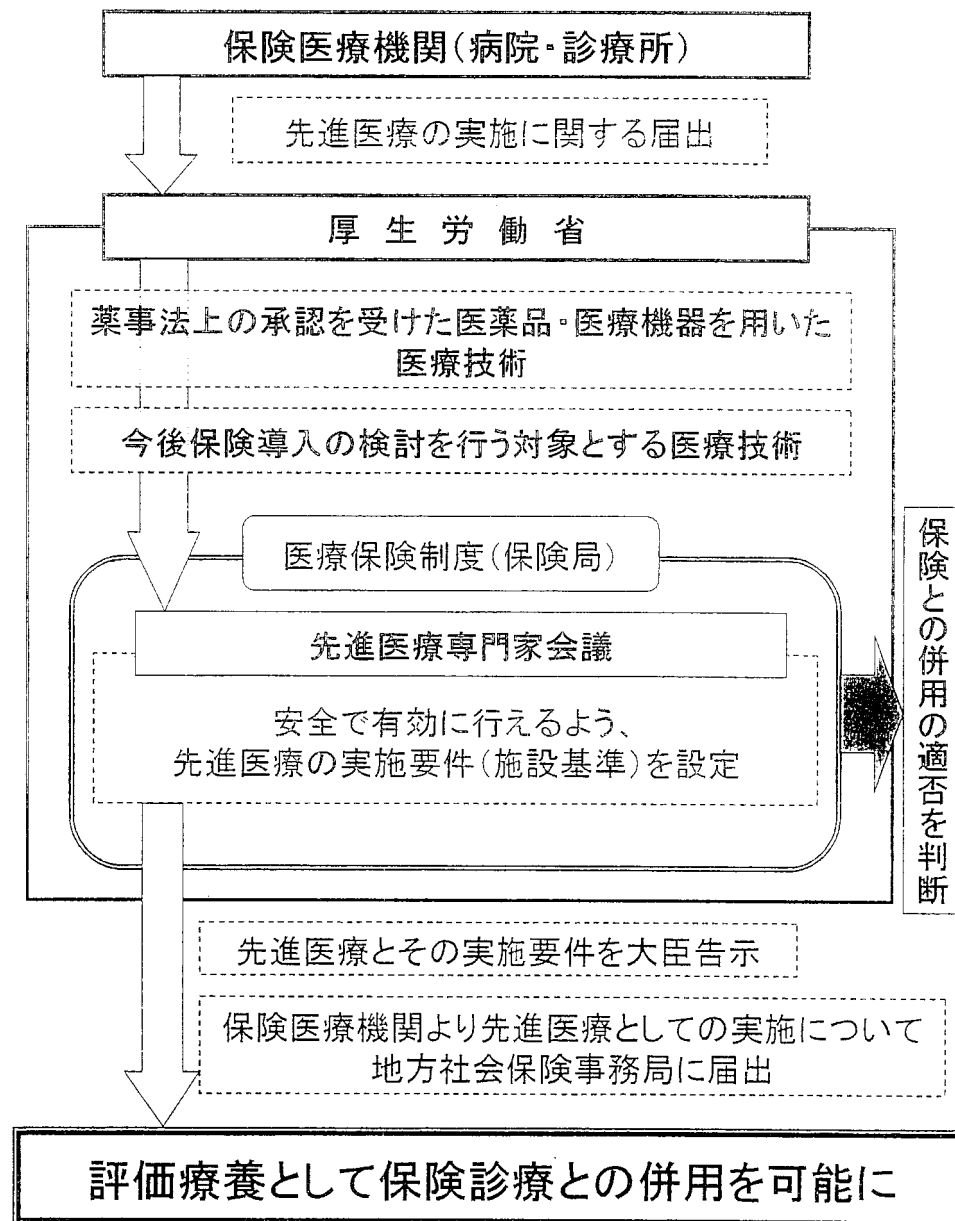 保険医療機関(病院・診療所)
先進医療の実施に関する届出
厚生労働省
薬事法上の承認を受けた医薬品・医療機器を用いた
医療技術
今後保険導入の検討を行う対象とする医療技術
医療保険制度(保険局)
先進医療専門家会議
安全で有効に行えるよう、
先進医療の実施要件(施設基準)を設定
保険との併用の適否を判断
先進医療とその実施要件を大臣告示
保険医療機関より先進医療としての実施について
地方社会保険事務局に届出
評価療養として保険診療との併用を可能に